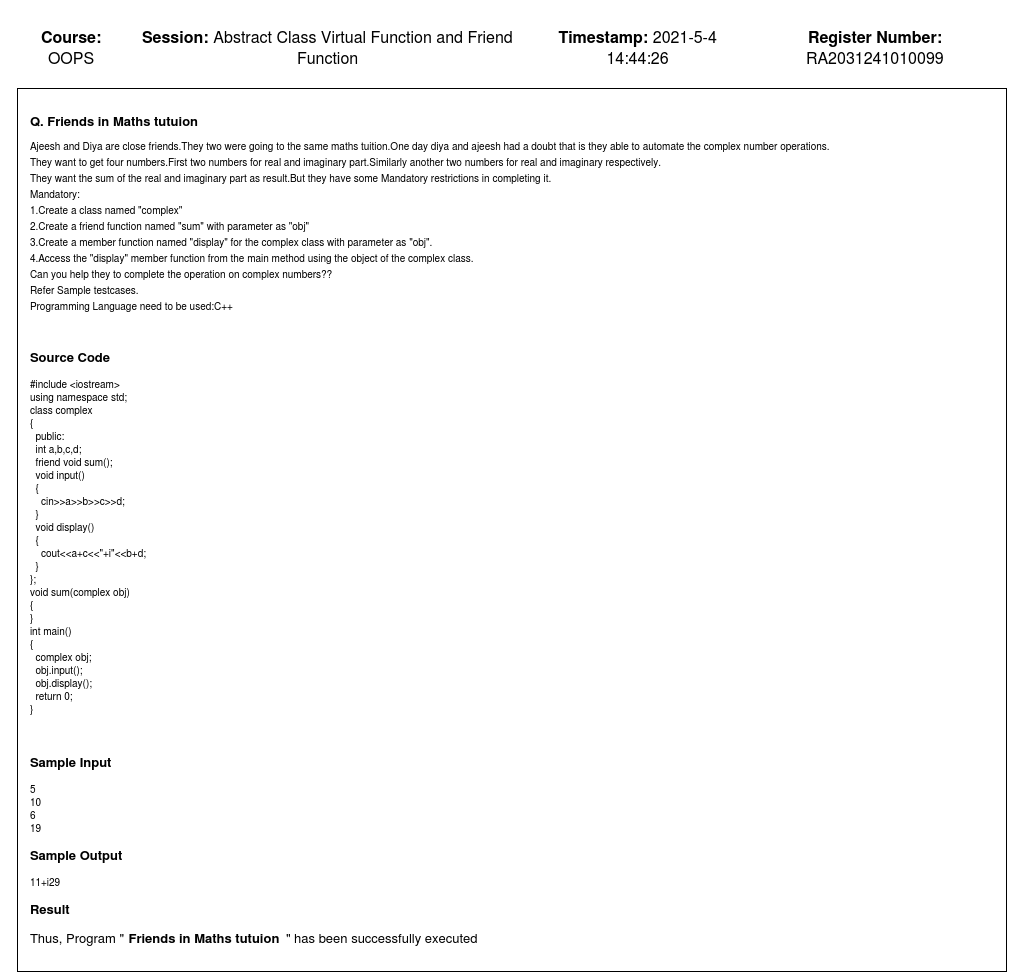 Course: OOPS
Session: Abstract Class Virtual Function and Friend Function
Timestamp: 2021-5-4 14:44:26
Register Number: RA2031241010099
Q. Friends in Maths tutuion
Ajeesh and Diya are close friends.They two were going to the same maths tuition.One day diya and ajeesh had a doubt that is they able to automate the complex number operations.
They want to get four numbers.First two numbers for real and imaginary part.Similarly another two numbers for real and imaginary respectively.
They want the sum of the real and imaginary part as result.But they have some Mandatory restrictions in completing it.
Mandatory:
1.Create a class named "complex"
2.Create a friend function named "sum" with parameter as "obj"
3.Create a member function named "display" for the complex class with parameter as "obj".
4.Access the "display" member function from the main method using the object of the complex class.
Can you help they to complete the operation on complex numbers??
Refer Sample testcases.
Programming Language need to be used:C++
Source Code
#include <iostream>
using namespace std;
class complex
{
  public:
  int a,b,c,d;
  friend void sum();
  void input()
  {
    cin>>a>>b>>c>>d;
  }
  void display()
  {
    cout<<a+c<<"+i"<<b+d;
  }
};
void sum(complex obj)
{
}
int main()
{
  complex obj;
  obj.input();
  obj.display();
  return 0;
}
Sample Input
5
10
6
19
Sample Output
11+i29
Result
Thus, Program " Friends in Maths tutuion " has been successfully executed